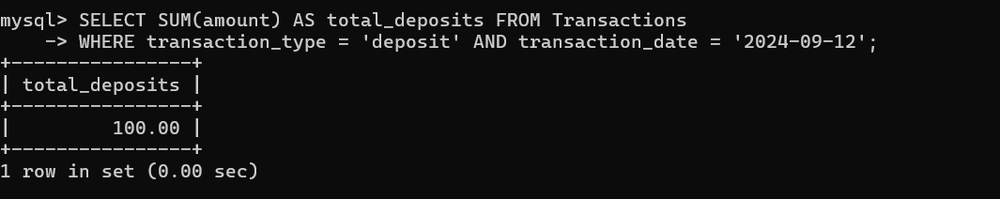 mysql> SELECT SUM(amount) AS total_deposits FROM Transactions
    -> WHERE transaction_type = 'deposit' AND transaction_date = '2024-09-12';
+----------------+
| total_deposits |
+----------------+
|         100.00 |
+----------------+
1 row in set (0.00 sec)